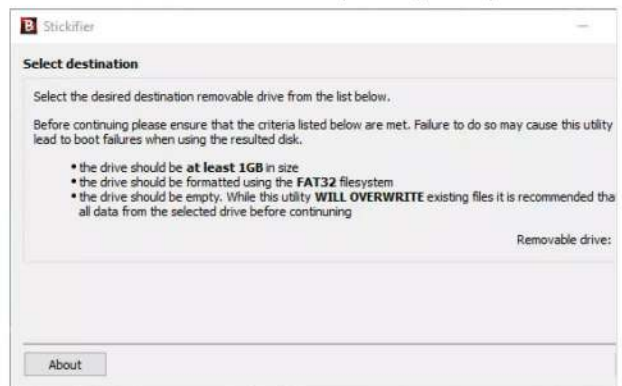 B Stickifier
Select destination
Select the desired destination removable drive from the list below.
Before continuing please ensure that the criteria listed below are met. Failure to do so may cause this utility
lead to boot failures when using the resulted disk.
• the drive should be at least 1GB in size
• the drive should be formatted using the FAT32 filesystem
• the drive should be empty. While this utility WILL OVERWRITE existing files it is recommended tha
all data from the selected drive before continuning
Removable drive:
About